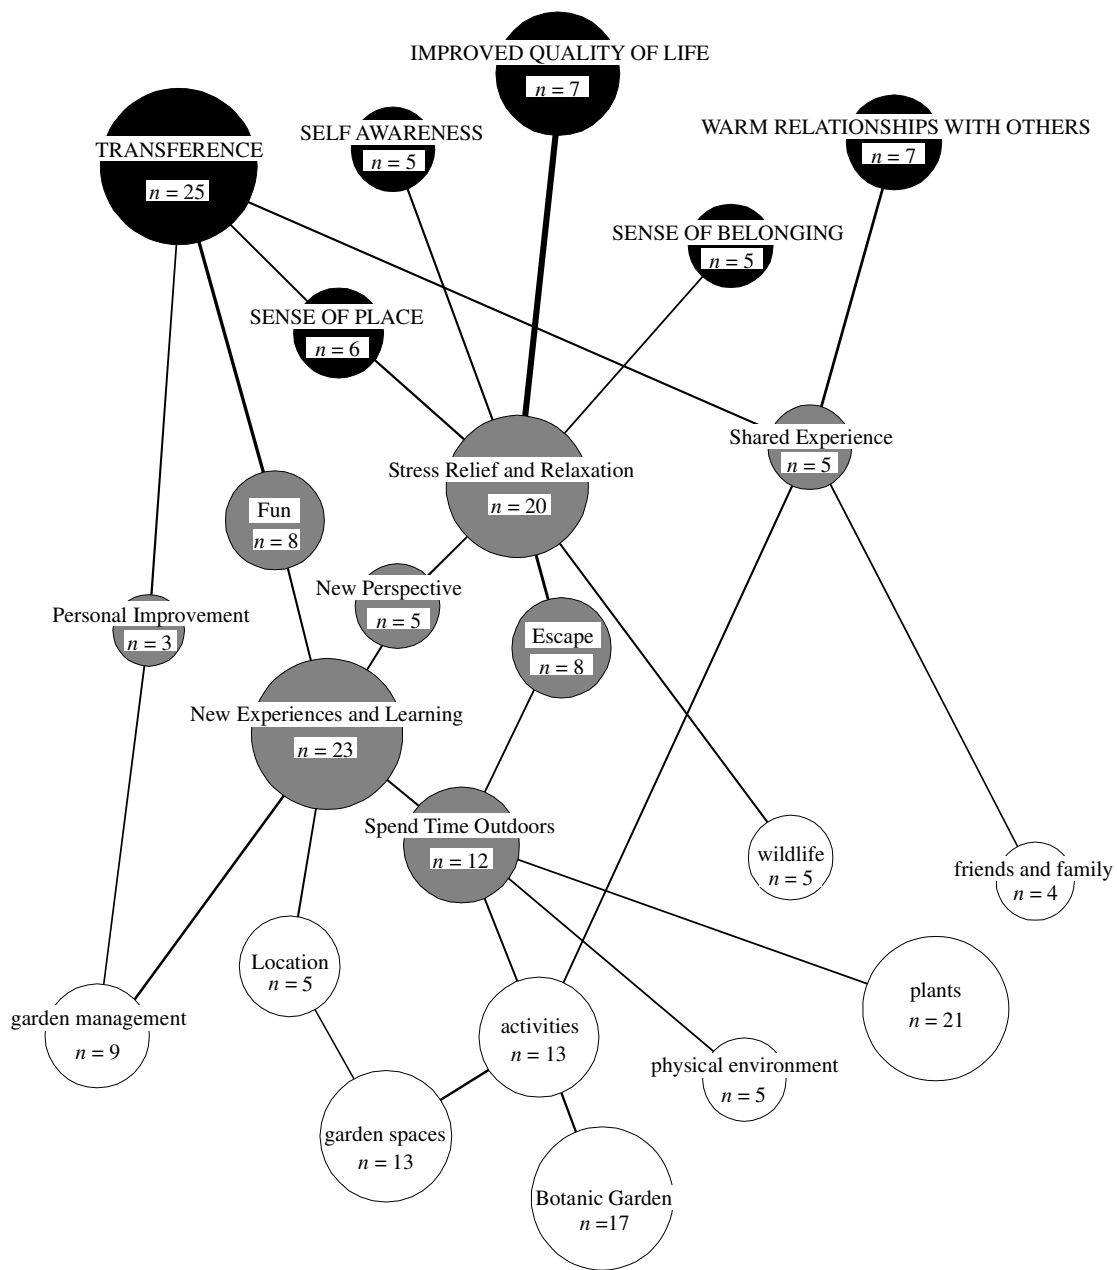 IMPROVED QUALITY OF LIFE
n = 7
SELF AWARENESS
n = 5
WARM RELATIONSHIPS WITH OTHERS
n = 7
TRANSFERENCE
n = 25
SENSE OF BELONGING
n = 5
SENSE OF PLACE
n = 6
Shared Experience
n = 5
Stress Relief and Relaxation
n = 20
Fun
n = 8
New Perspective
n = 5
Personal Improvement
n = 3
Escape
n = 8
New Experiences and Learning
n = 23
Spend Time Outdoors
n = 12
wildlife
n = 5
friends and family
n = 4
Location
n = 5
plants
n = 21
garden management
n = 9
activities
n = 13
physical environment
n = 5
garden spaces
n = 13
Botanic Garden
n =17